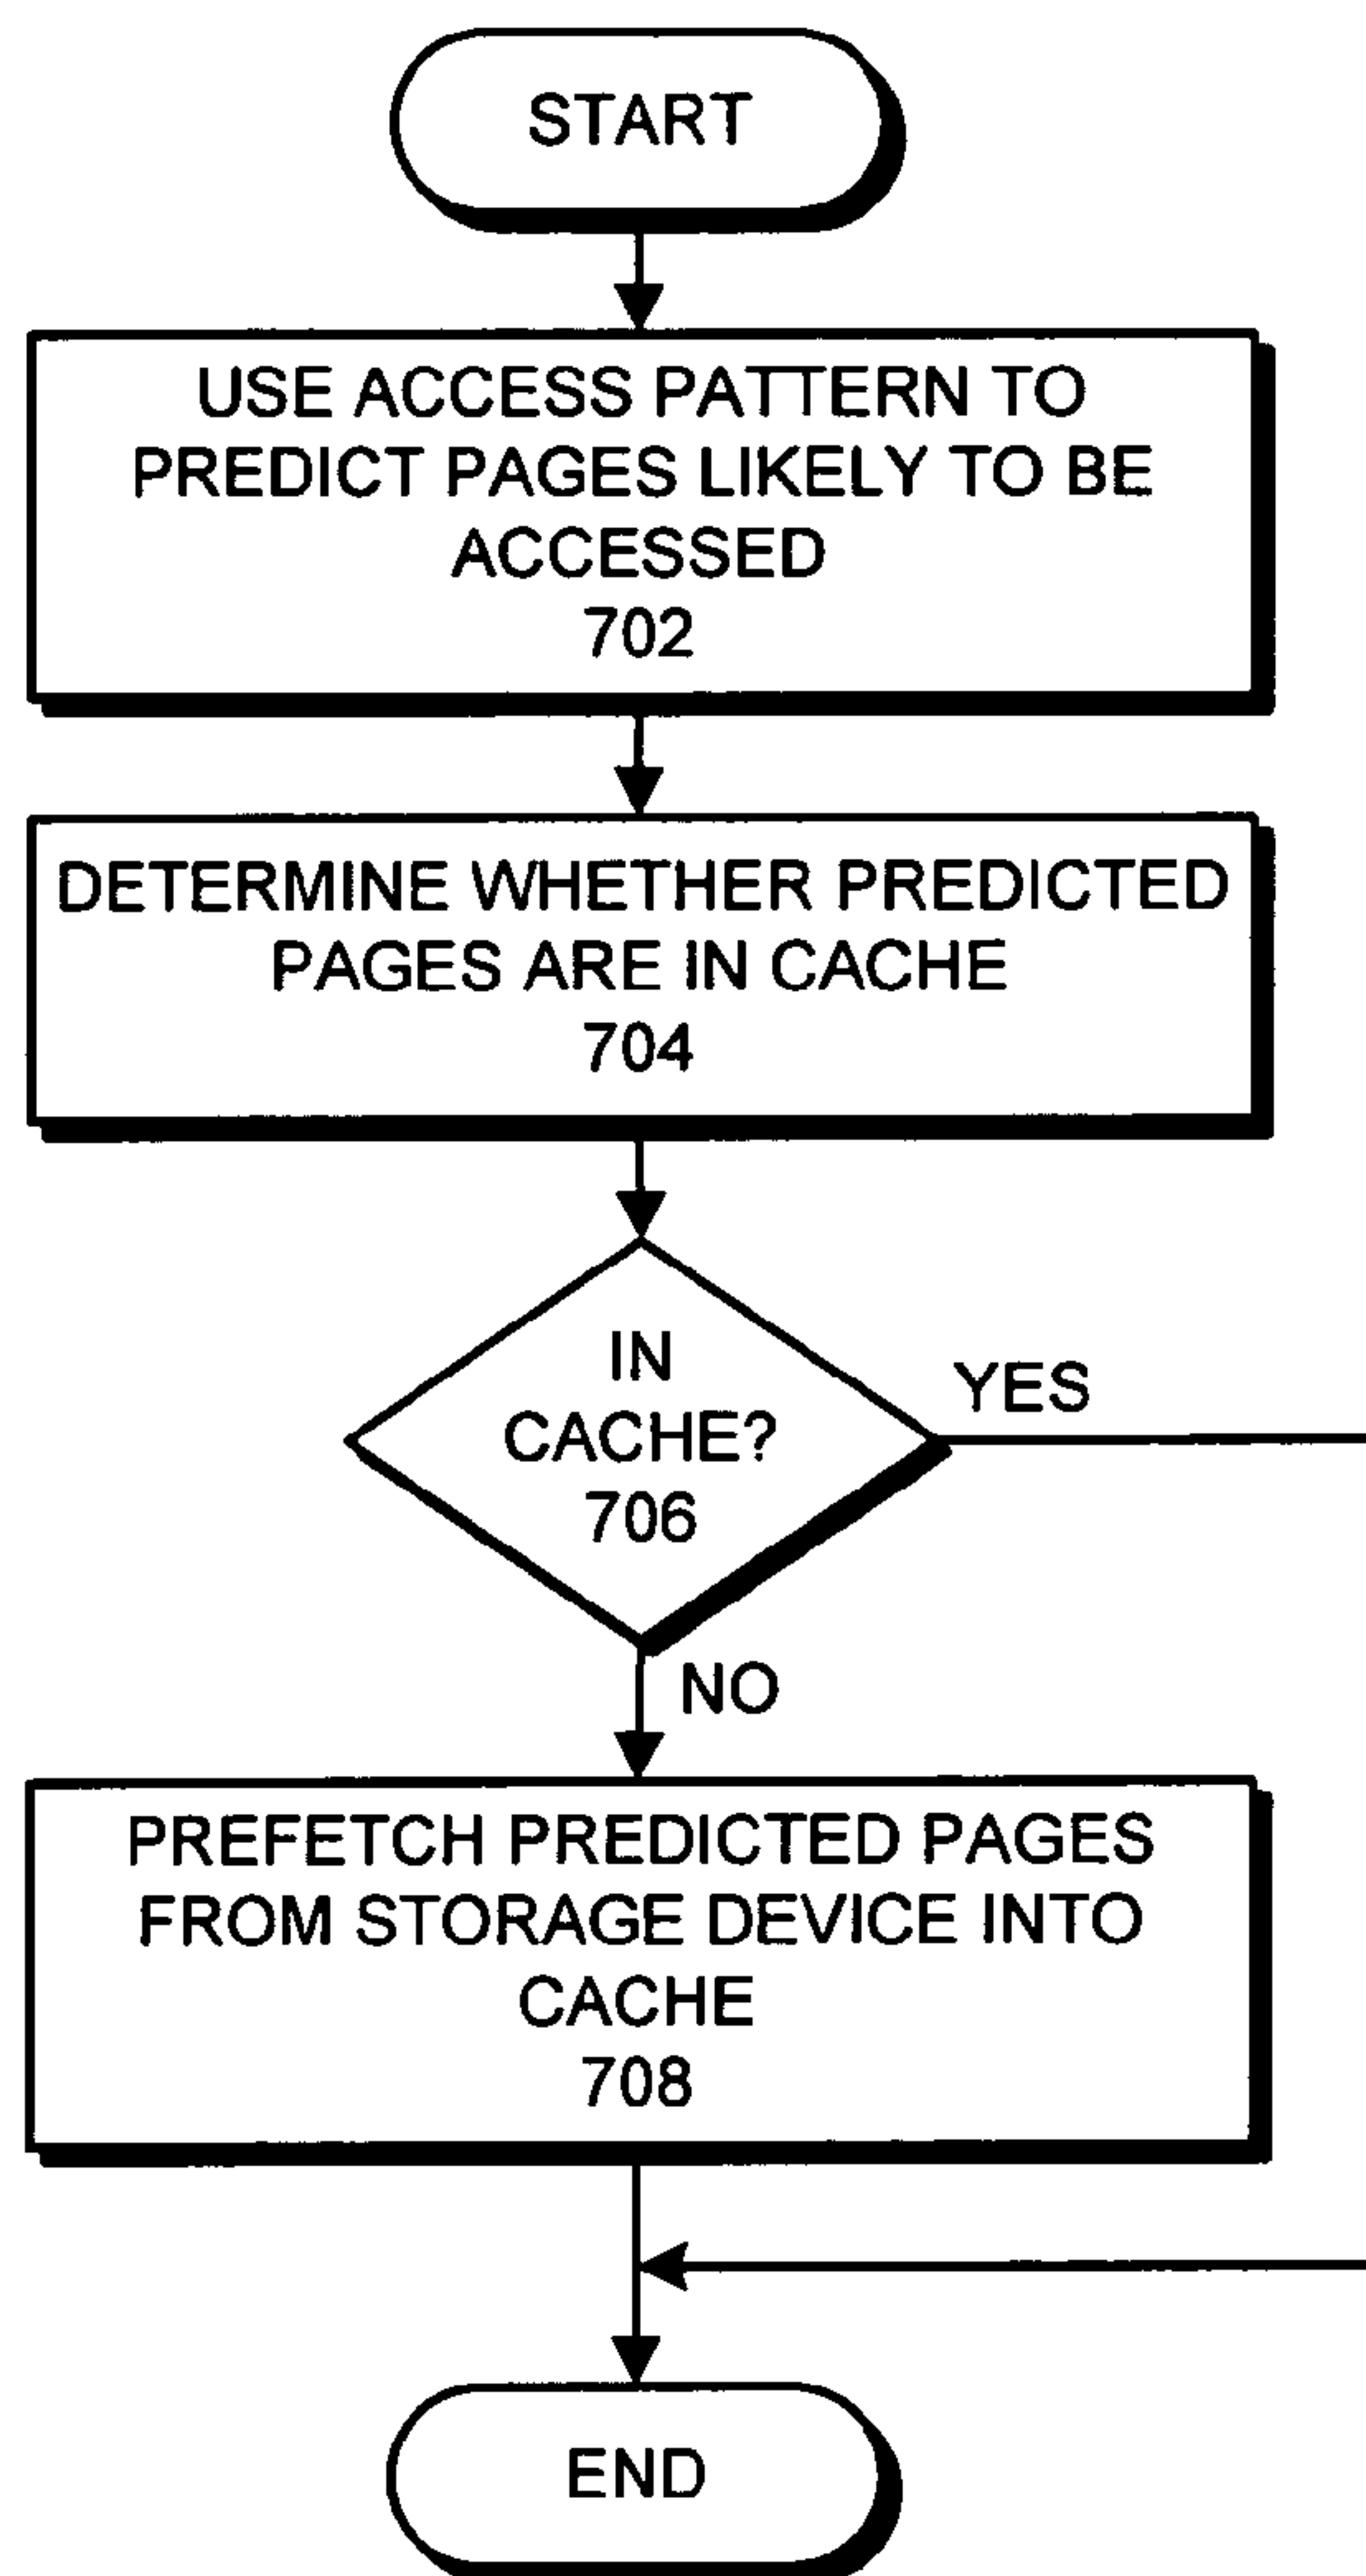 START
USE ACCESS PATTERN TO
PREDICT PAGES LIKELY TO BE
ACCESSED
702
DETERMINE WHETHER PREDICTED
PAGES ARE IN CACHE
704
IN
CACHE?
706
YES
NO
PREFETCH PREDICTED PAGES
FROM STORAGE DEVICE INTO
CACHE
708
END